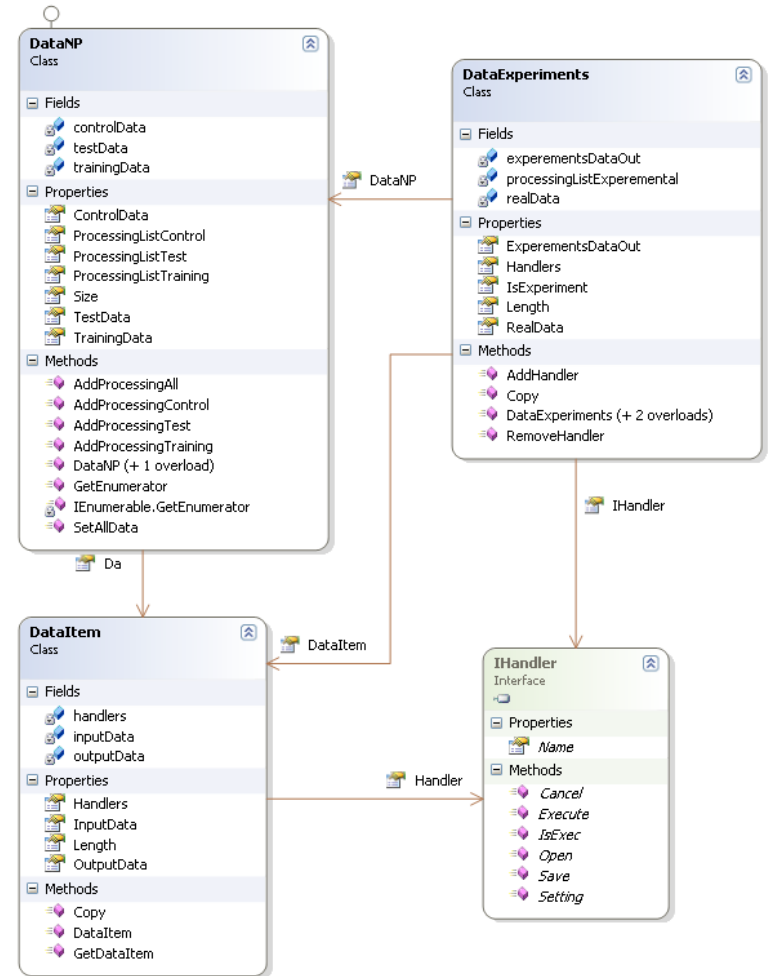 DataNP
Class
Fields
controlData
testData
trainingData
Properties
ControlData
ProcessingListControl
ProcessingListTest
ProcessingListTraining
Size
TestData
TrainingData
Methods
AddProcessingAll
AddProcessingControl
AddProcessingTest
AddProcessingTraining
DataNP (+ 1 overload)
GetEnumerator
IEnumerable.GetEnumerator
SetAllData
DataNP
DataExperiments
Class
Fields
experementsDataOut
processingListExperemental
realData
Properties
ExperementsDataOut
Handlers
IsExperiment
Length
RealData
Methods
AddHandler
Copy
DataExperiments (+ 2 overloads)
RemoveHandler
IHandler
Da
DataItem
DataItem
Class
Fields
handlers
inputData
outputData
Properties
Handlers
InputData
Length
OutputData
Methods
Copy
DataItem
GetDataItem
Handler
IHandler
Interface
Properties
Name
Methods
Cancel
Execute
IsExec
Open
Save
Setting